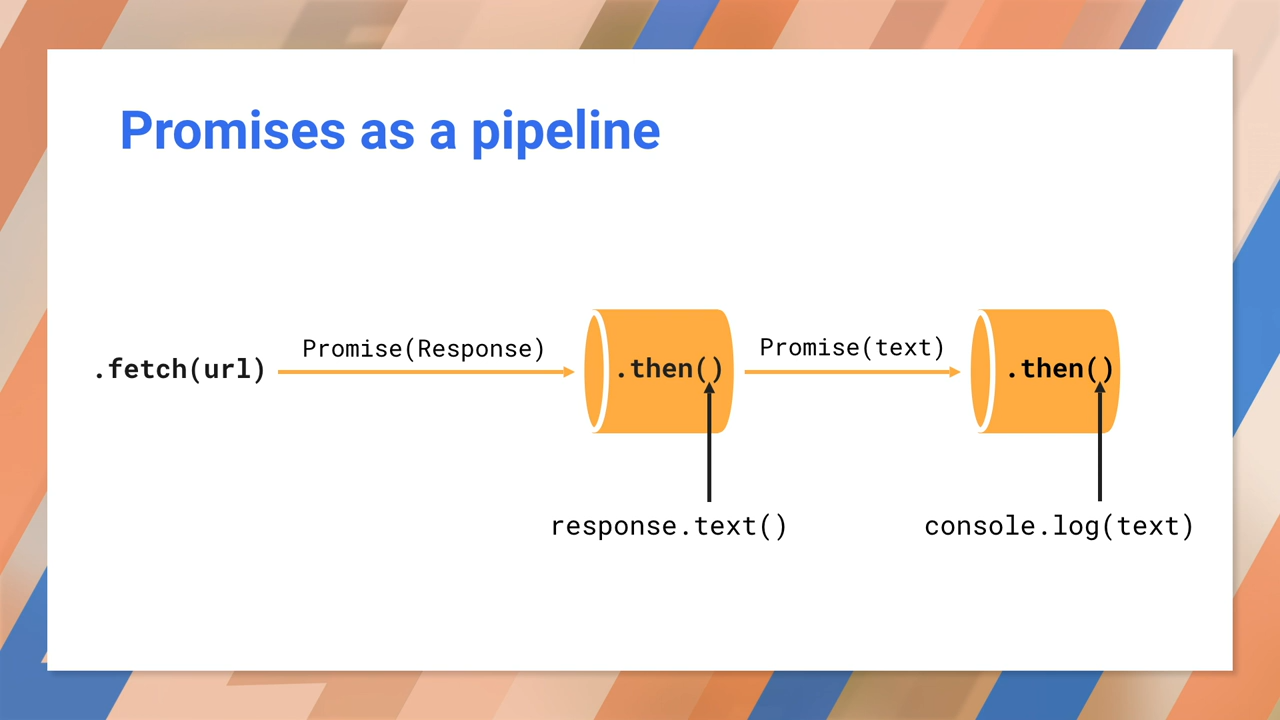 Promises as a pipeline
.fetch(url)
Promise(Response)
.then()
Promise(text)
.then()
response.text()
console.log(text)